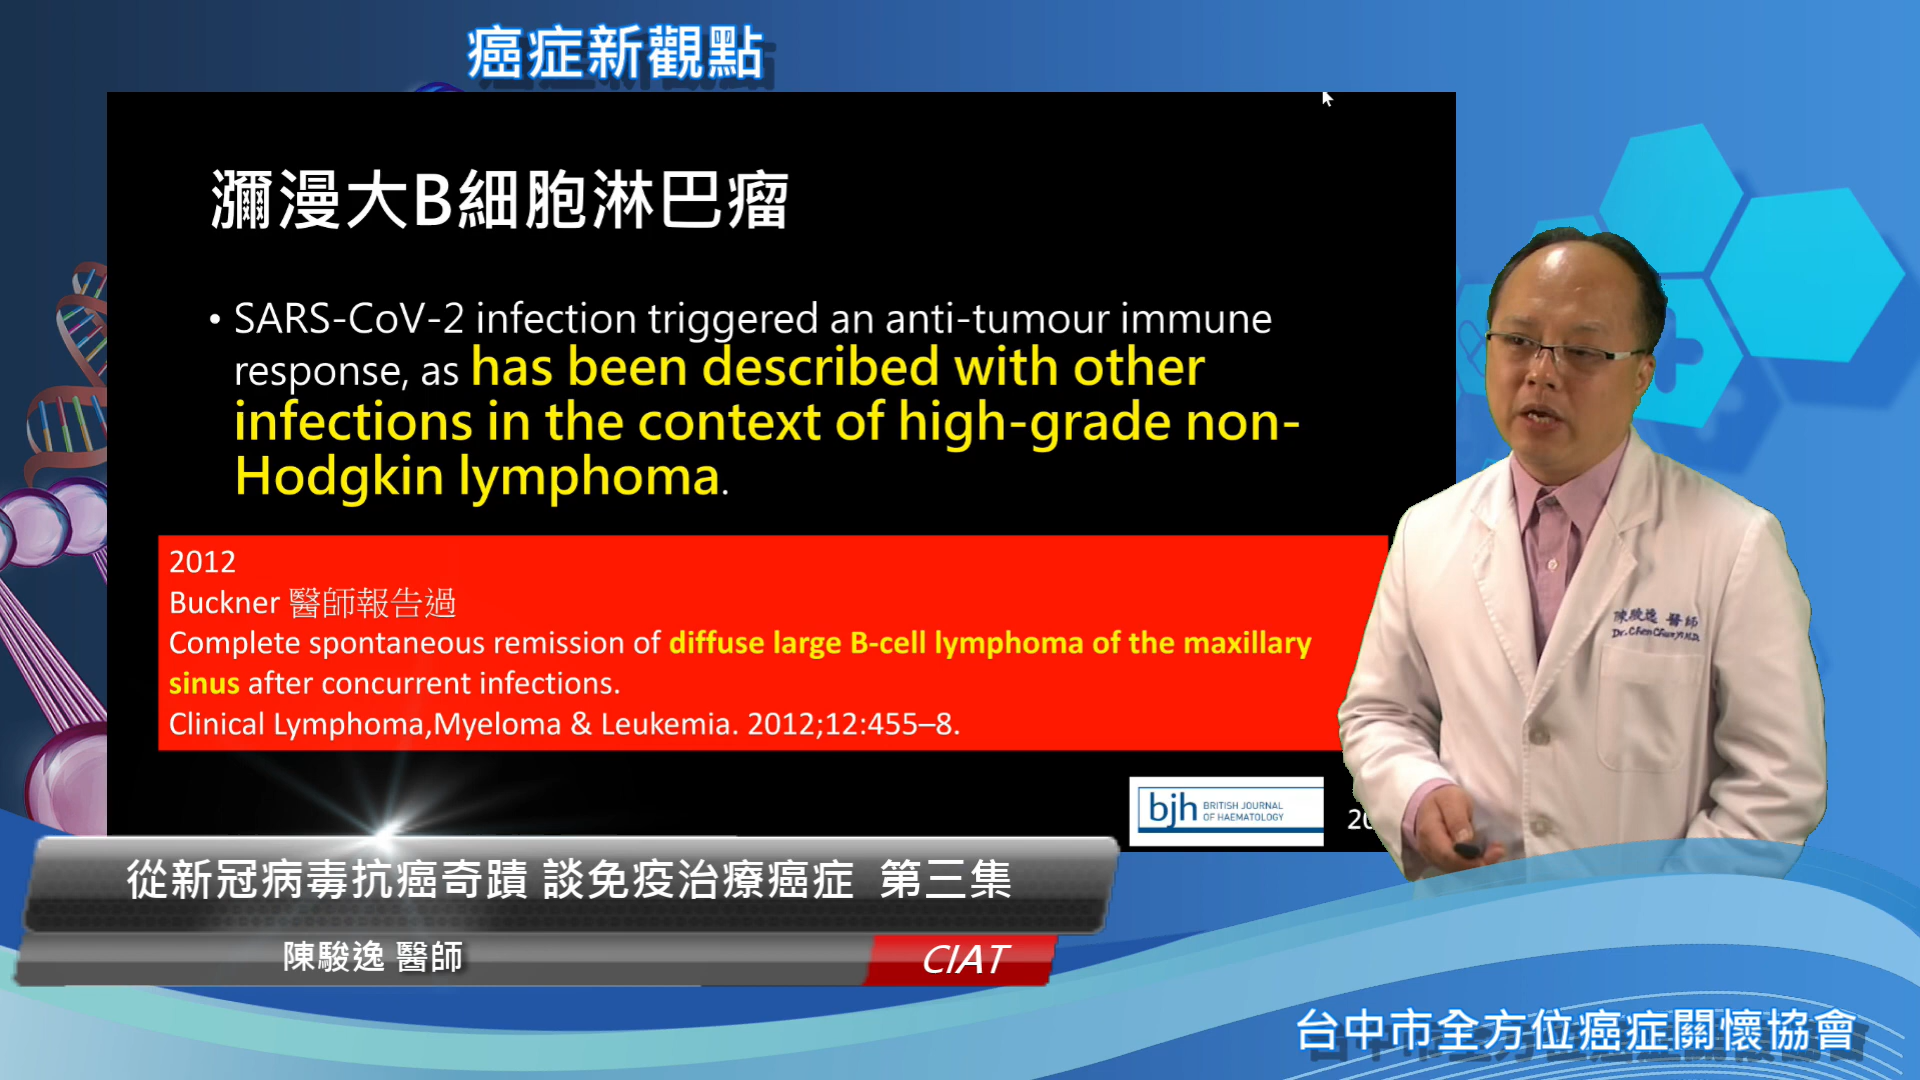 癌症新觀點
瀰漫大B細胞淋巴瘤
• SARS-CoV-2 infection triggered an anti-tumour immune
response, as has been described with other
infections in the context of high-grade non-
Hodgkin lymphoma.
2012
Buckner 醫師報告過
Complete spontaneous remission of diffuse large B-cell lymphoma of the maxillary
sinus after concurrent infections.
Clinical Lymphoma,Myeloma & Leukemia. 2012;12:455–8.
bjh BRITISH JOURNAL
OF HAEMATOLOGY
陳駿逸 醫師
從新冠病毒抗癌奇蹟 談免疫治療癌症 第三集
陳駿逸 醫師
CIAT
台中市全方位癌症關懷協會